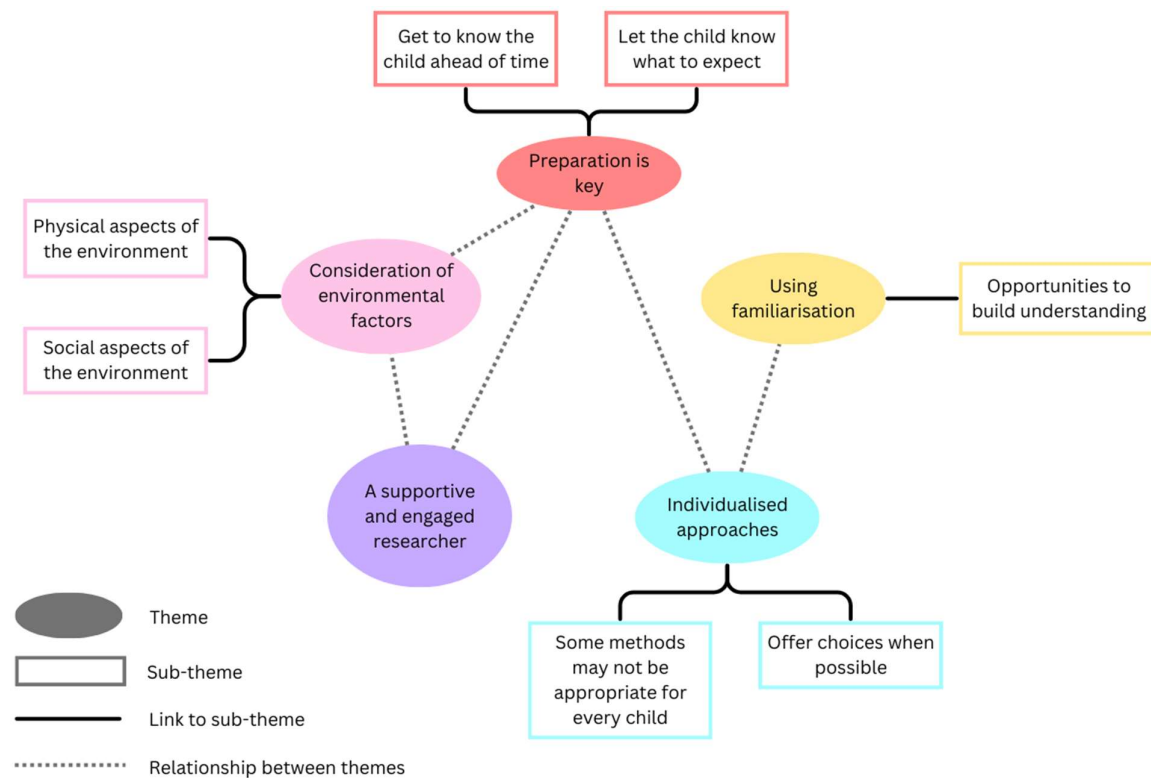 Get to know the
child ahead of time
Let the child know
what to expect
Preparation is
key
Physical aspects of
the environment
Social aspects of
the environment
Consideration of
environmental
factors
Using
familiarisation
Opportunities to
build understanding
A supportive
and engaged
researcher
Individualised
approaches
Some methods
may not be
appropriate for
every child
Offer choices when
possible
Theme
Sub-theme
Link to sub-theme
Relationship between themes